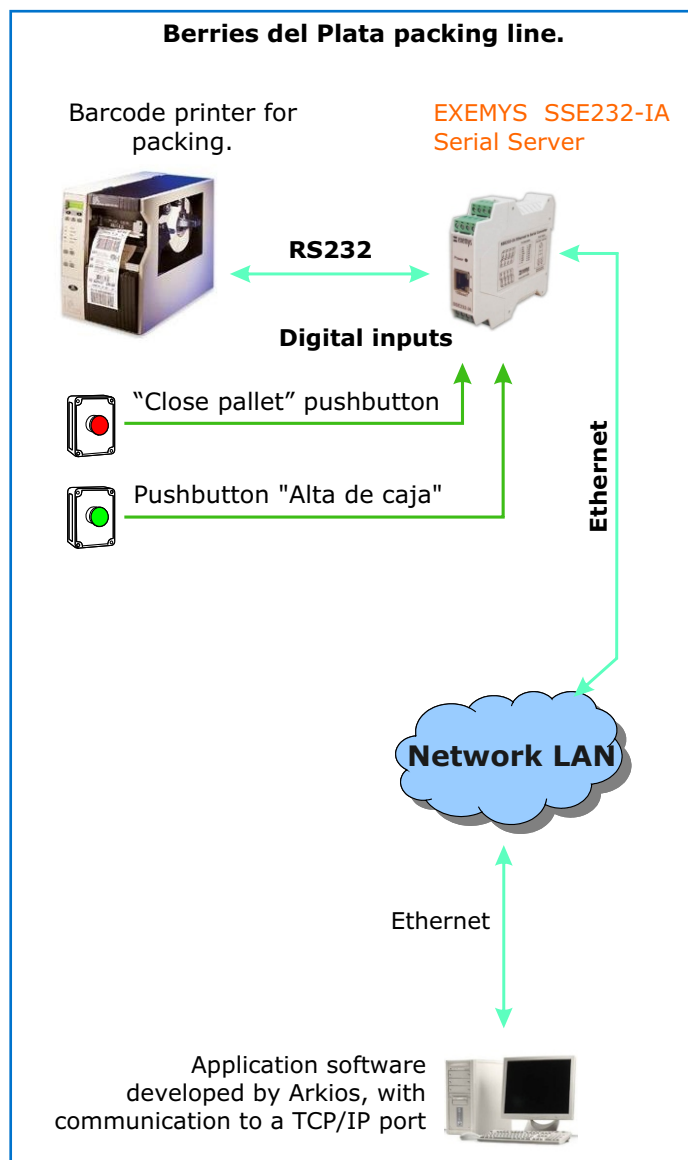 Berries del Plata packing line.
Barcode printer for
packing.
EXEMYS SSE232-IA
Serial Server
RS232
Digital inputs
“Close pallet” pushbutton
Pushbutton "Alta de caja"
Ethernet
Network LAN
Ethernet
Application software
developed by Arkios, with
communication to a TCP/IP port